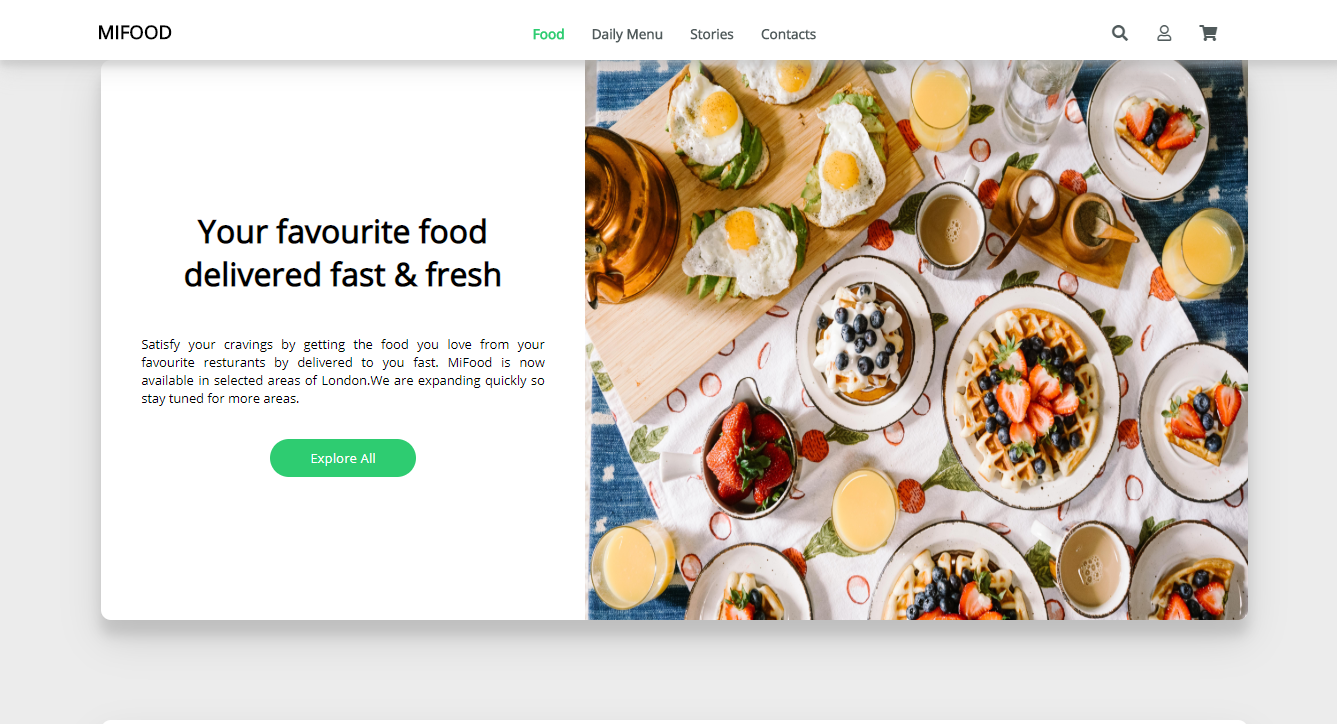 MIFOOD
Food Daily Menu Stories Contacts
Your favourite food
delivered fast & fresh
Satisfy your cravings by getting the food you love from your
favourite resturants by delivered to you fast. MiFood is now
available in selected areas of London.We are expanding quickly so
stay tuned for more areas.
Explore All